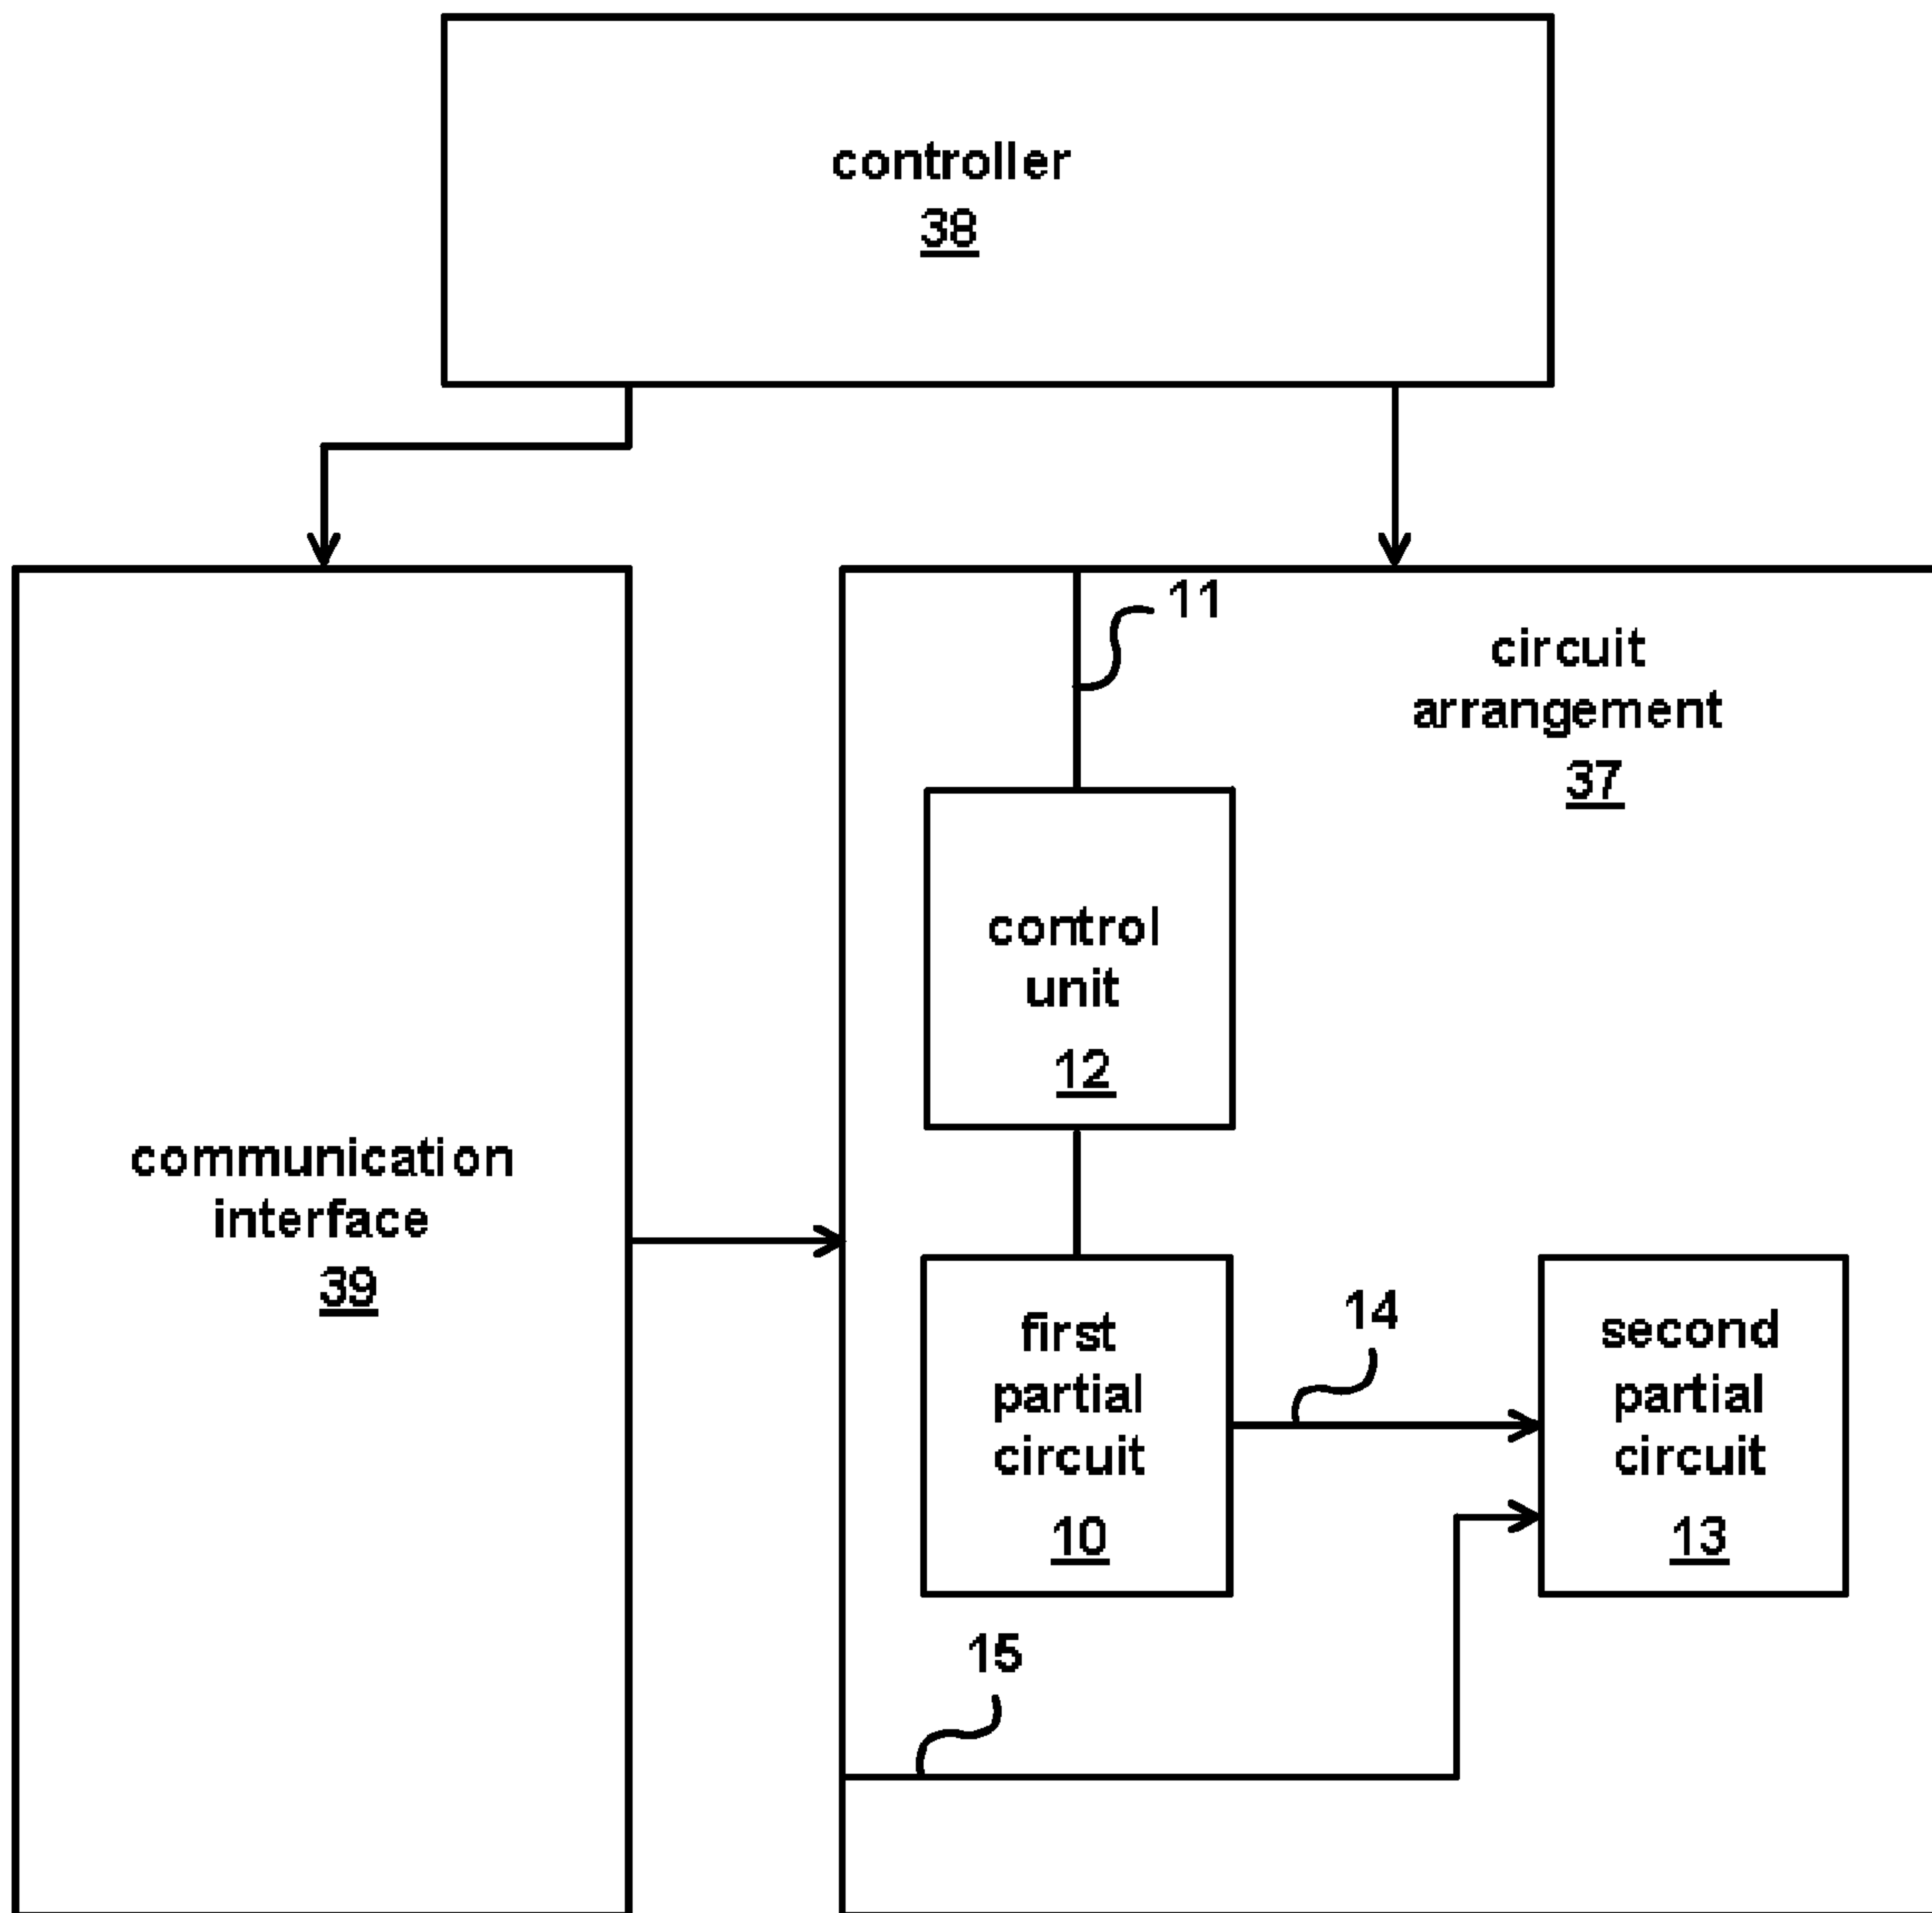 controller
38
11
circuit
arrangement
37
control
unit
12
communication
interface
39
first
partial
circuit
10
14
second
partial
circuit
13
15